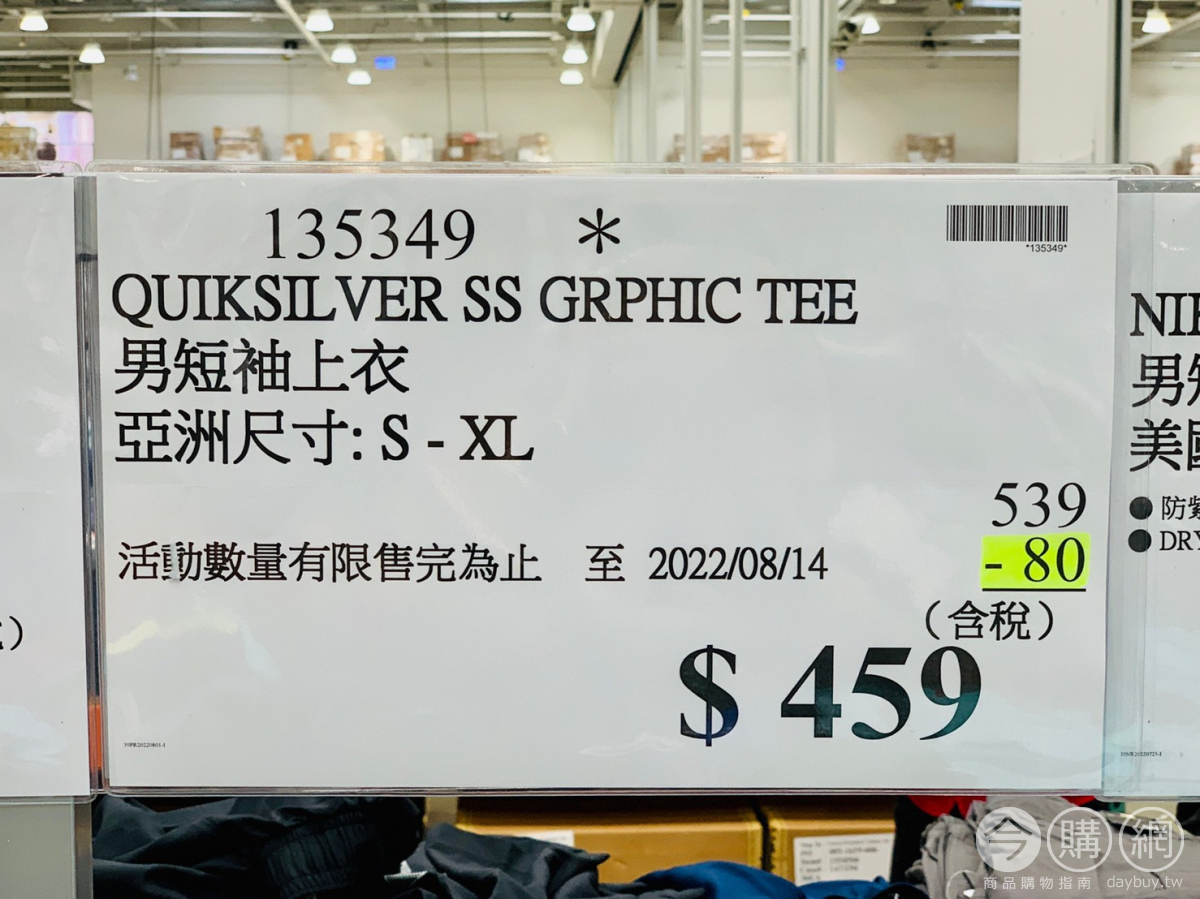 135349 *
*135349*
QUIKSILVER SS GRPHIC TEE
男短袖上衣
亞洲尺寸: S - XL
539
- 80
活動數量有限售完為止 至 2022/08/14
(含稅)
$ 459
男
美國
● 防紫
● DRY
今購網
商品購物指南 daybuy.tw